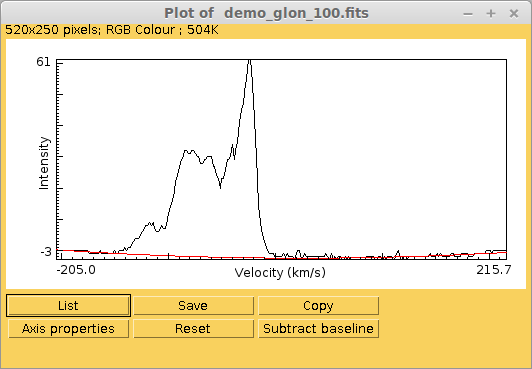 Plot of demo_glon_100.fits
520x250 pixels; RGB Colour ; 504K
61
Intensity
-3
-205.0
Velocity (km/s)
215.7
List
Save
Copy
Axis properties
Reset
Subtract baseline